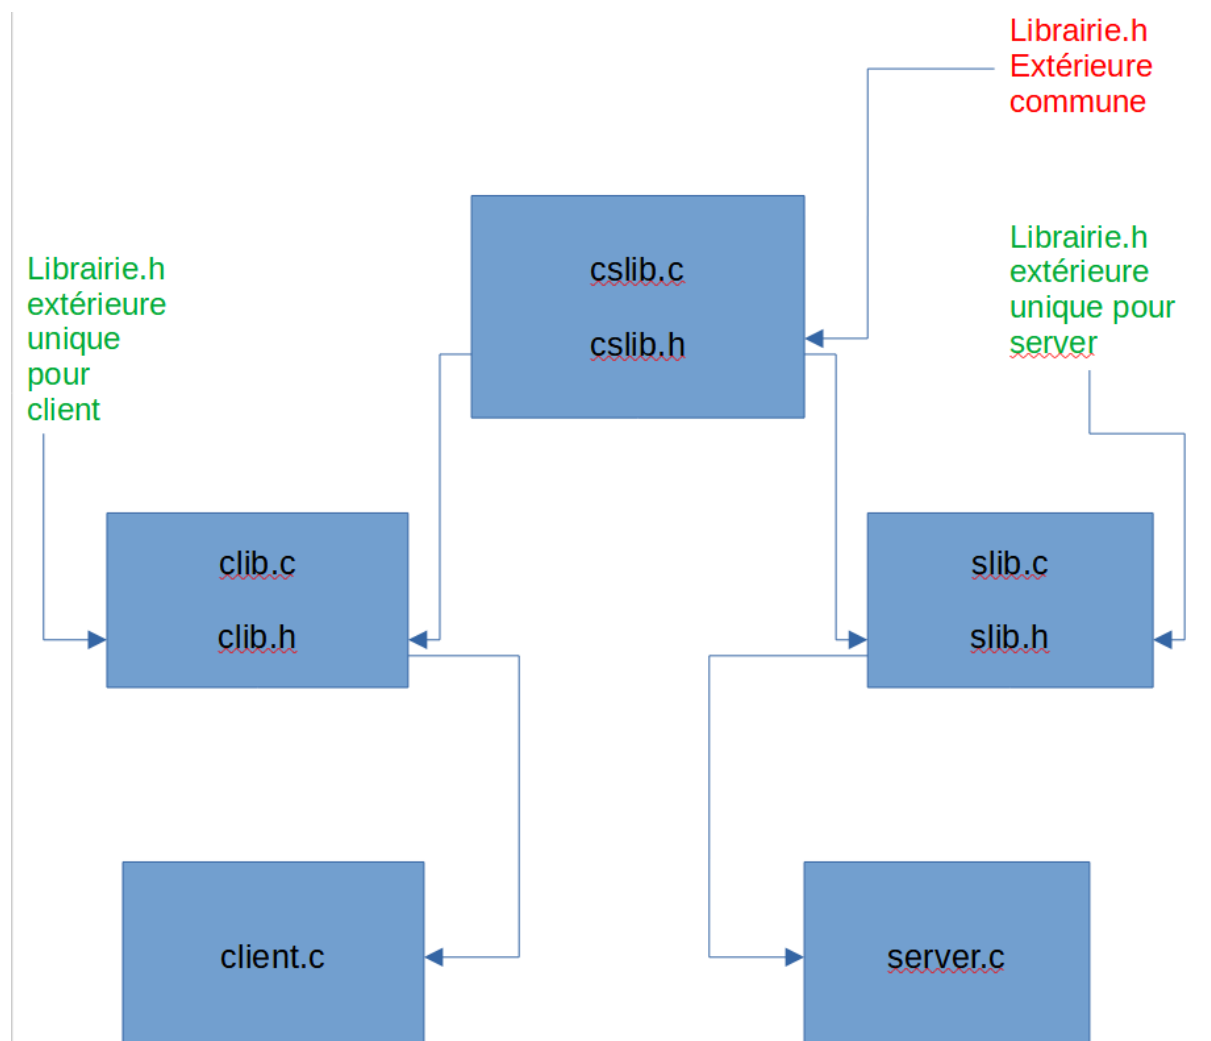 Librairie.h
Extérieure
commune
cslib.c
cslib.h
Librairie.h
extérieure
unique pour
server
Librairie.h
extérieure
unique
pour
client
clib.c
clib.h
slib.c
slib.h
client.c
server.c